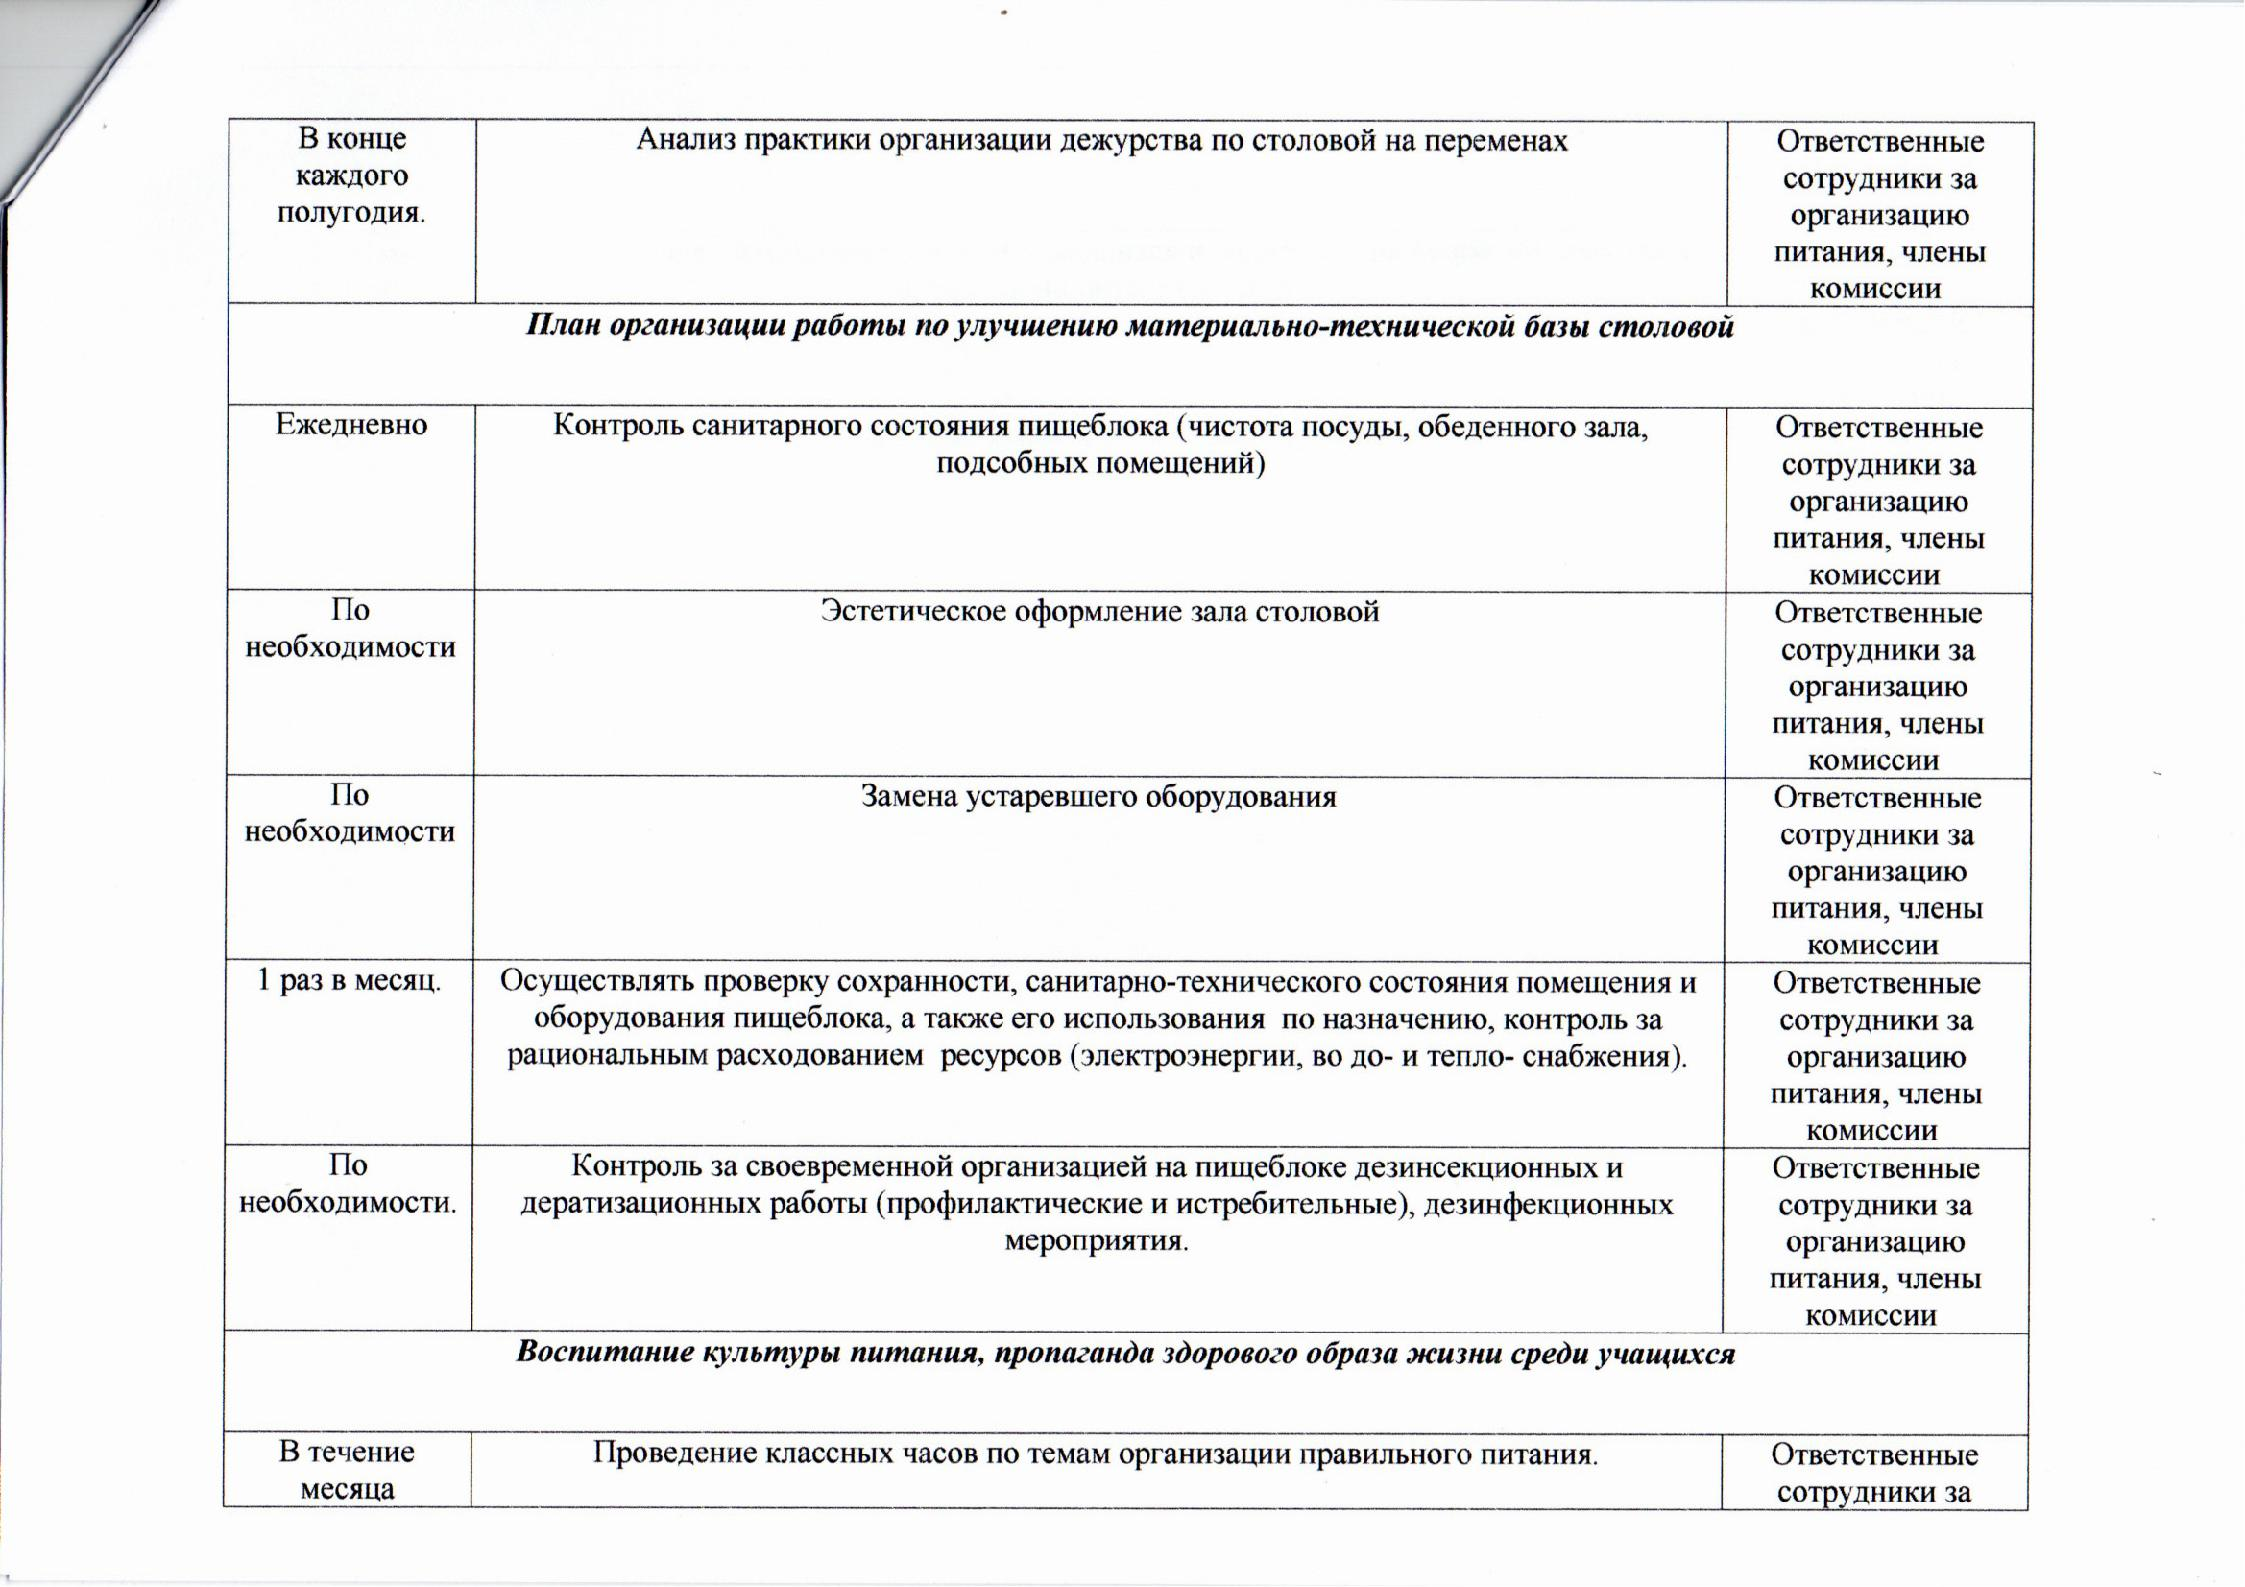 В конце
каждого
полугодия.
Анализ практики организации дежурства по столовой на переменах
Ответственные
сотрудники за
организацию
питания, члены
комиссии
План организации работы по улучшению материально-технической базы столовой
Ежедневно
Контроль санитарного состояния пищеблока (чистота посуды, обеденного зала,
подсобных помещений)
Ответственные
сотрудники за
организацию
питания, члены
комиссии
По
необходимости
Эстетическое оформление зала столовой
Ответственные
сотрудники за
организацию
питания, члены
комиссии
По
необходимости
Замена устаревшего оборудования
Ответственные
сотрудники за
организацию
питания, члены
комиссии
1 раз в месяц.
Осуществлять проверку сохранности, санитарно-технического состояния помещения и
оборудования пищеблока, а также его использования  по назначению, контроль за
рациональным расходованием  ресурсов (электроэнергии, во до- и тепло- снабжения).
Ответственные
сотрудники за
организацию
питания, члены
комиссии
По
необходимости.
Контроль за своевременной организацией на пищеблоке дезинсекционных и
дератизационных работы (профилактические и истребительные), дезинфекционных
мероприятия.
Ответственные
сотрудники за
организацию
питания, члены
комиссии
Воспитание культуры питания, пропаганда здорового образа жизни среди учащихся
В течение
месяца
Проведение классных часов по темам организации правильного питания.
Ответственные
сотрудники за